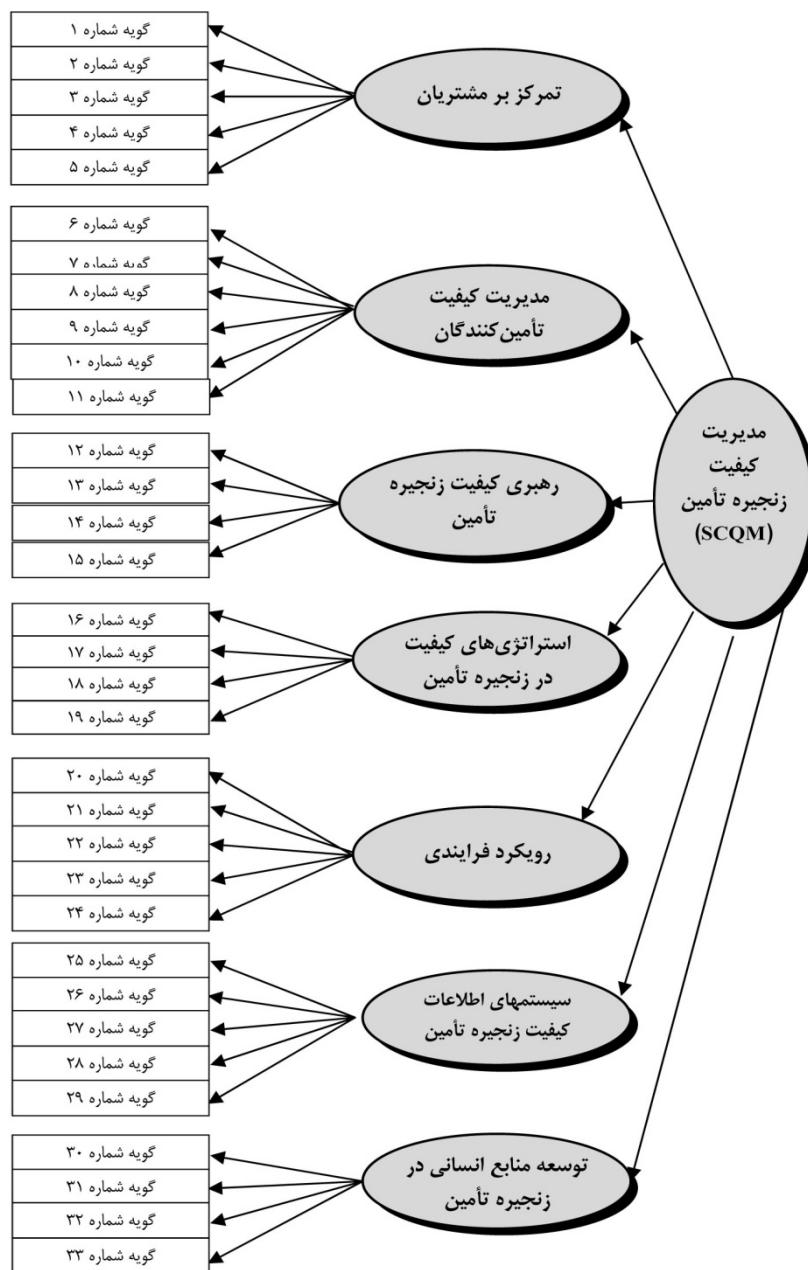 مدیریت
کیفیت
زنجیره تأمین
(SCQM)
تمرکز بر مشتریان
گویه شماره ۱
گویه شماره ۲
گویه شماره ۳
گویه شماره ۴
گویه شماره ۵
مدیریت کیفیت
تأمین‌کنندگان
گویه شماره ۶
گویه شماره ۷
گویه شماره ۸
گویه شماره ۹
گویه شماره ۱۰
گویه شماره ۱۱
رهبری کیفیت زنجیره
تأمین
گویه شماره ۱۲
گویه شماره ۱۳
گویه شماره ۱۴
گویه شماره ۱۵
استراتژی‌های کیفیت
در زنجیره تأمین
گویه شماره ۱۶
گویه شماره ۱۷
گویه شماره ۱۸
گویه شماره ۱۹
رویکرد فرایندی
گویه شماره ۲۰
گویه شماره ۲۱
گویه شماره ۲۲
گویه شماره ۲۳
گویه شماره ۲۴
سیستمهای اطلاعات
کیفیت زنجیره تأمین
گویه شماره ۲۵
گویه شماره ۲۶
گویه شماره ۲۷
گویه شماره ۲۸
گویه شماره ۲۹
توسعه منابع انسانی در
زنجیره تأمین
گویه شماره ۳۰
گویه شماره ۳۱
گویه شماره ۳۲
گویه شماره ۳۳